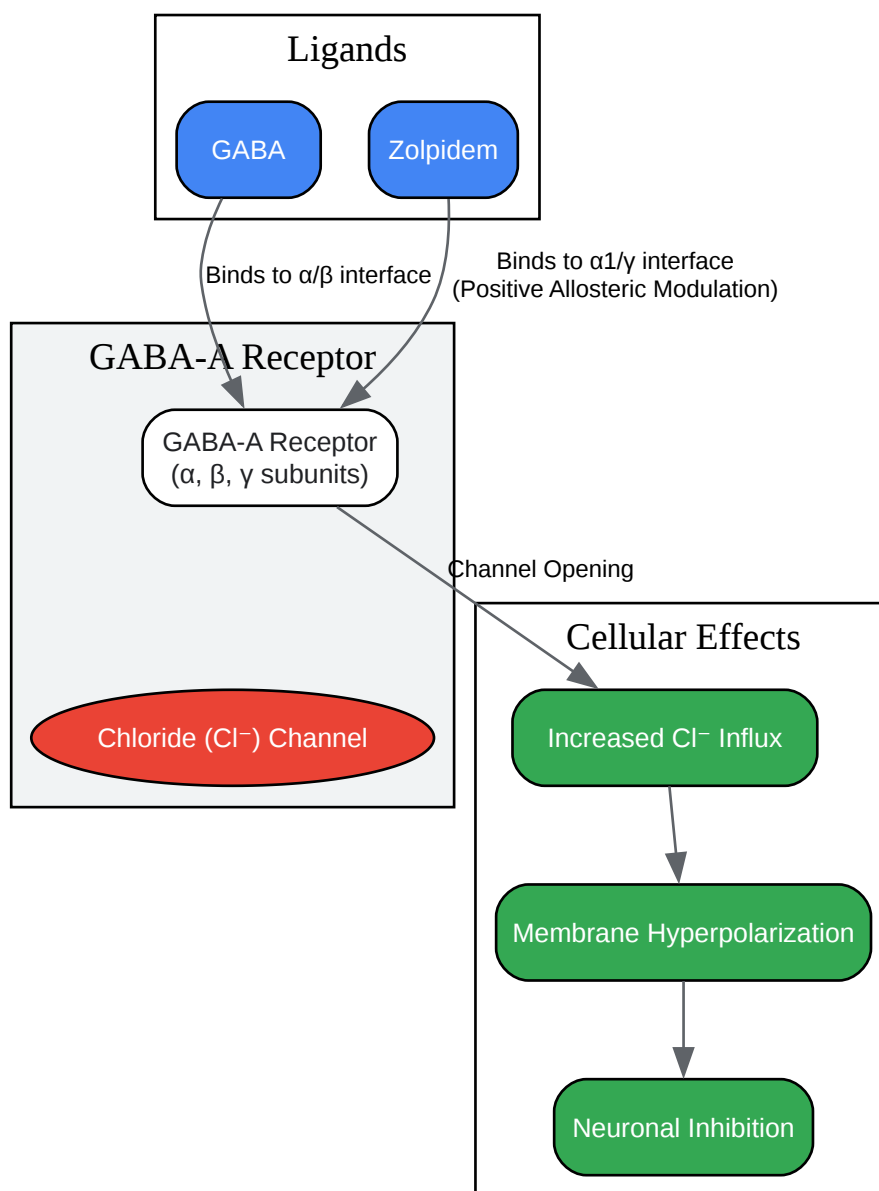 Ligands
GABA
Zolpidem
Binds to α/β interface
Binds to α1/γ interface
(Positive Allosteric Modulation)
GABA-A Receptor
GABA-A Receptor
(α, β, γ subunits)
Channel Opening
Cellular Effects
Chloride (Cl⁻) Channel
Increased Cl⁻ Influx
Membrane Hyperpolarization
Neuronal Inhibition